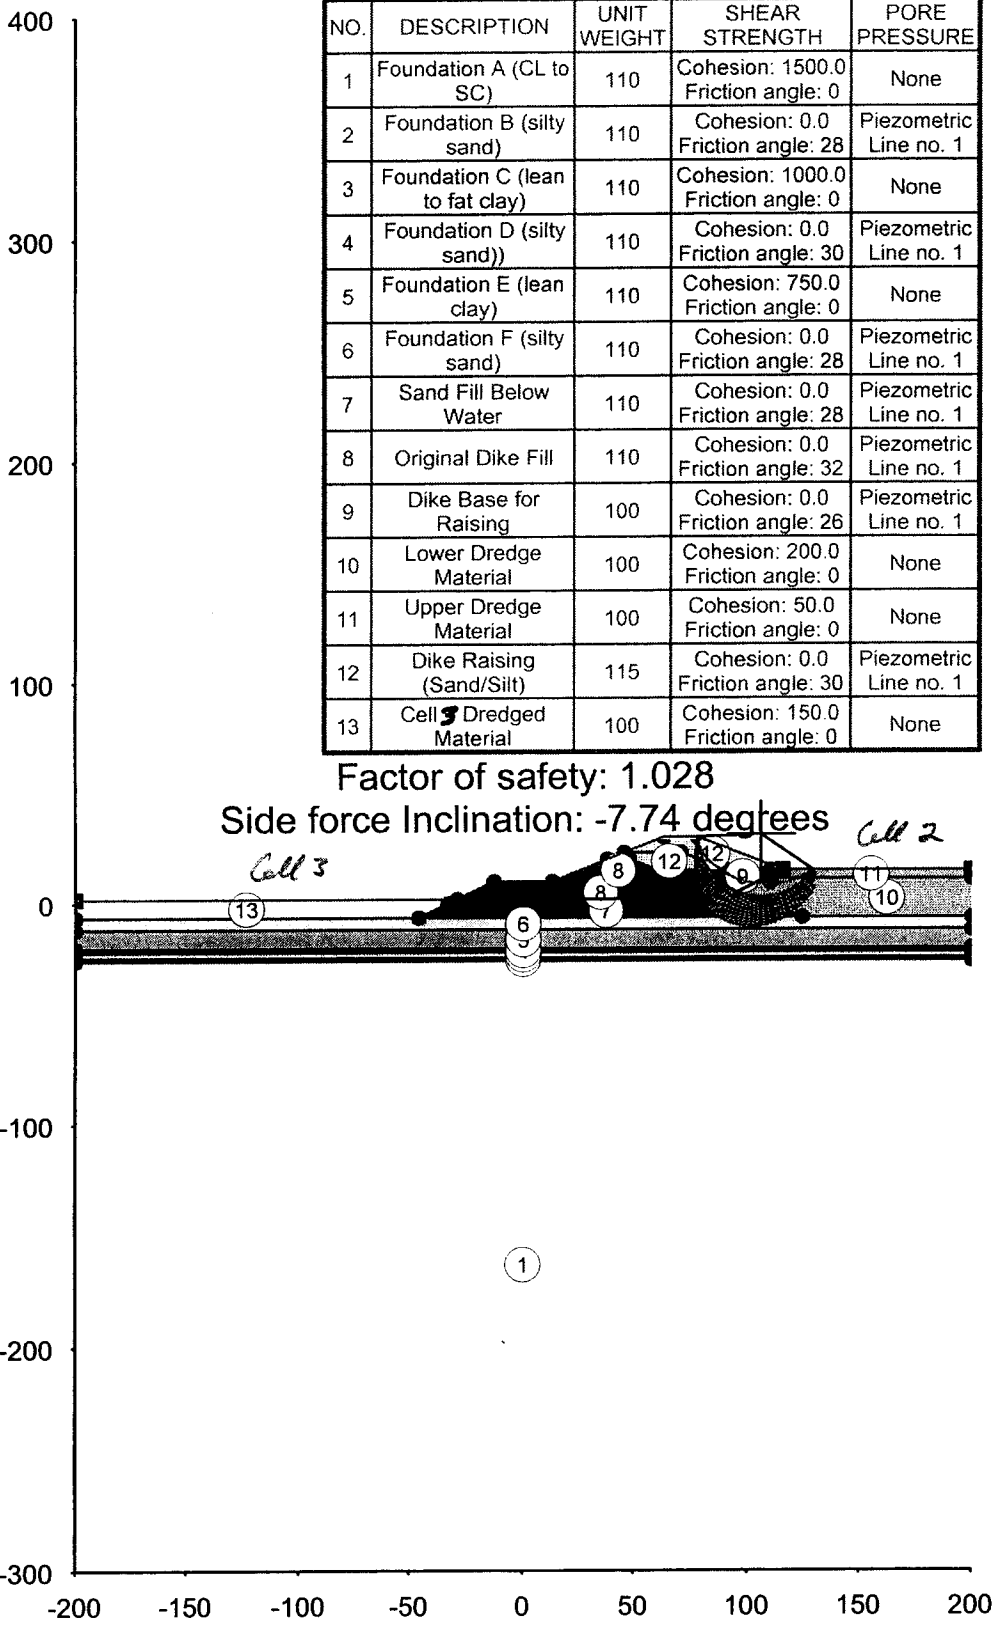 400
300
200
100
0
-100
-200
-300
-200 -150 -100 -50 0 50 100 150 200
NO. DESCRIPTION UNIT WEIGHT SHEAR STRENGTH PORE PRESSURE
1 Foundation A (CL to SC) 110 Cohesion: 1500.0 Friction angle: 0 None
2 Foundation B (silty sand) 110 Cohesion: 0.0 Friction angle: 28 Piezometric Line no. 1
3 Foundation C (lean to fat clay) 110 Cohesion: 1000.0 Friction angle: 0 None
4 Foundation D (silty sand)) 110 Cohesion: 0.0 Friction angle: 30 Piezometric Line no. 1
5 Foundation E (lean clay) 110 Cohesion: 750.0 Friction angle: 0 None
6 Foundation F (silty sand) 110 Cohesion: 0.0 Friction angle: 28 Piezometric Line no. 1
7 Sand Fill Below Water 110 Cohesion: 0.0 Friction angle: 28 Piezometric Line no. 1
8 Original Dike Fill 110 Cohesion: 0.0 Friction angle: 32 Piezometric Line no. 1
9 Dike Base for Raising 100 Cohesion: 0.0 Friction angle: 26 Piezometric Line no. 1
10 Lower Dredge Material 100 Cohesion: 200.0 Friction angle: 0 None
11 Upper Dredge Material 100 Cohesion: 50.0 Friction angle: 0 None
12 Dike Raising (Sand/Silt) 115 Cohesion: 0.0 Friction angle: 30 Piezometric Line no. 1
13 Cell 3 Dredged Material 100 Cohesion: 150.0 Friction angle: 0 None
Factor of safety: 1.028
Side force Inclination: -7.74 degrees
Cell 3
Cell 2
13
6
8
8
7
12
12
9
11
10
1